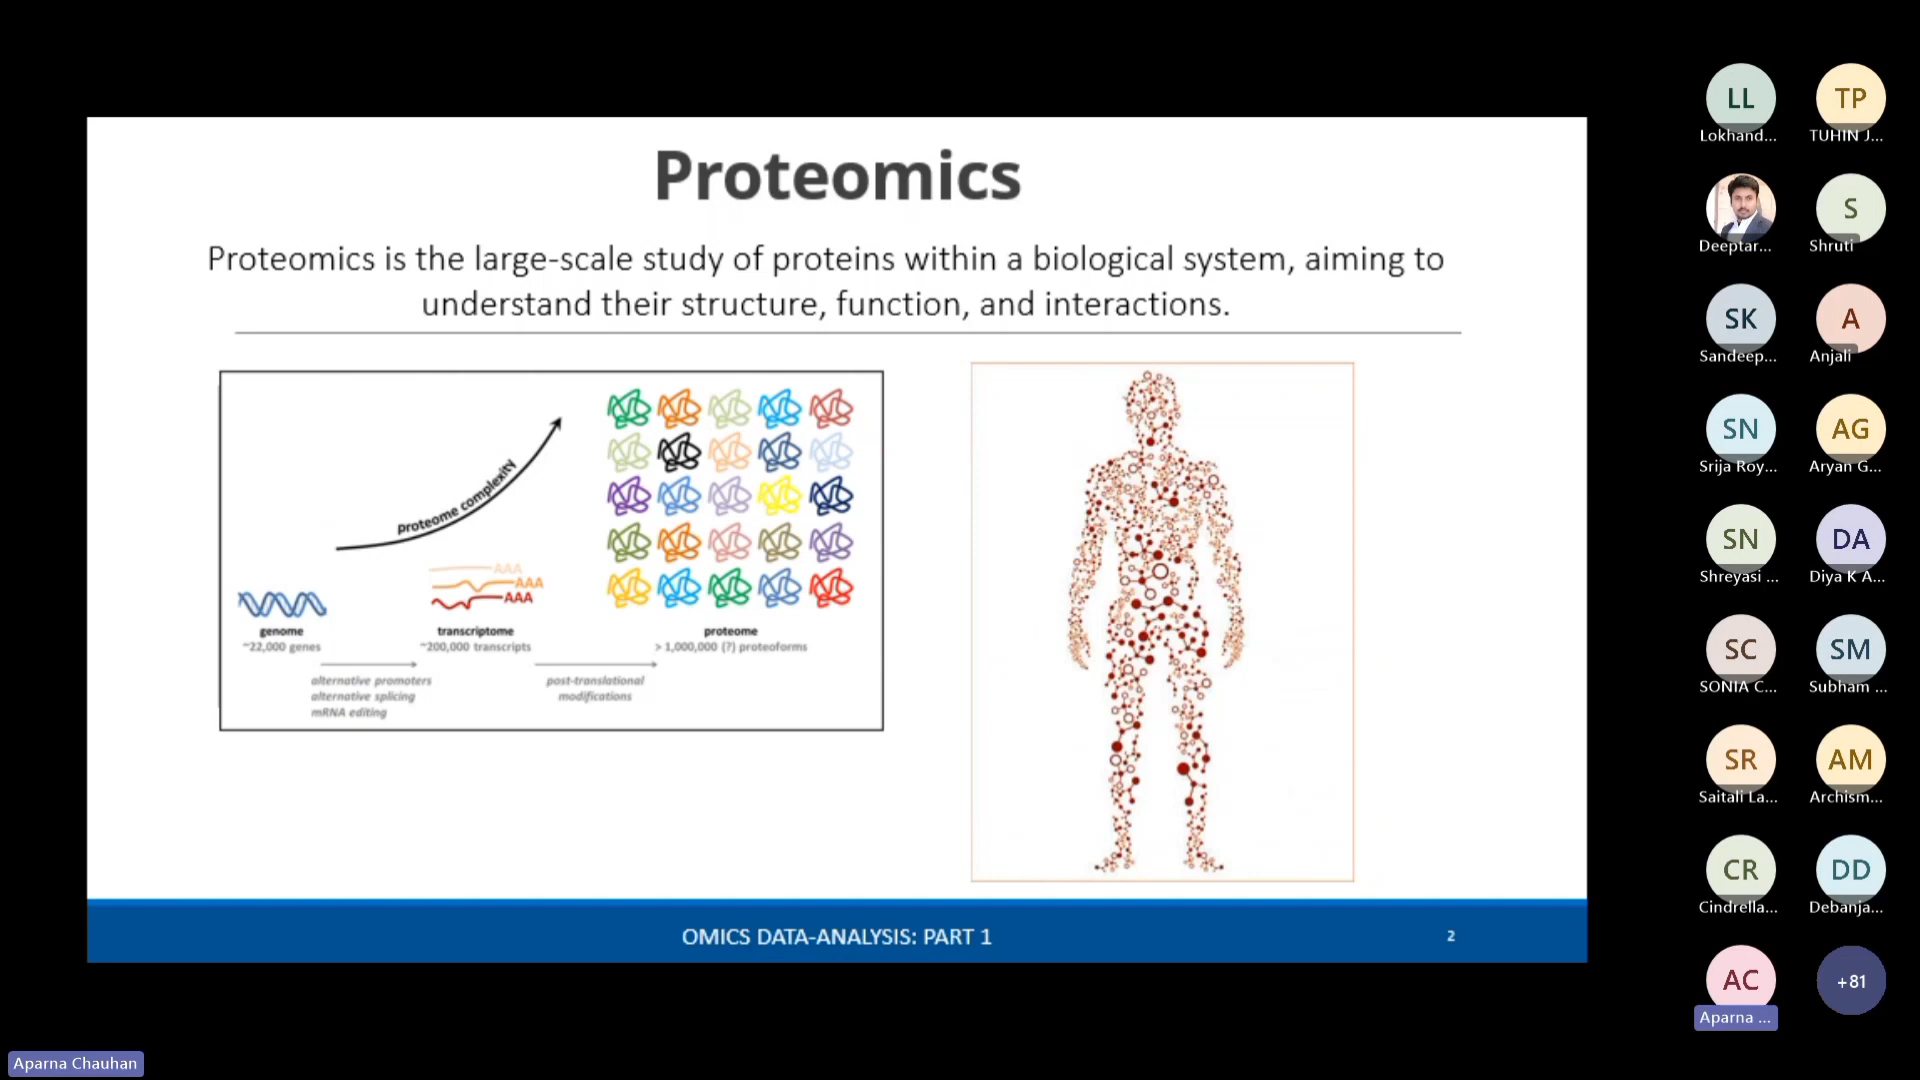 Proteomics
Proteomics is the large-scale study of proteins within a biological system, aiming to
understand their structure, function, and interactions.
proteome complexity
AAA
AAA
AAA
genome
~22,000 genes
transcriptome
~200,000 transcripts
proteome
> 1,000,000 (?) proteoforms
alternative promoters
alternative splicing
mRNA editing
post-translational
modifications
OMICS DATA-ANALYSIS: PART 1
2
LL
Lokhand...
TP
TUHIN J...
Deeptar...
S
Shruti
SK
Sandeep...
A
Anjali
SN
Srija Roy...
AG
Aryan G...
SN
Shreyasi ...
DA
Diya K A...
SC
SONIA C...
SM
Subham ...
SR
Saitali La...
AM
Archism...
CR
Cindrella...
DD
Debanja...
AC
Aparna ...
+81
Aparna Chauhan